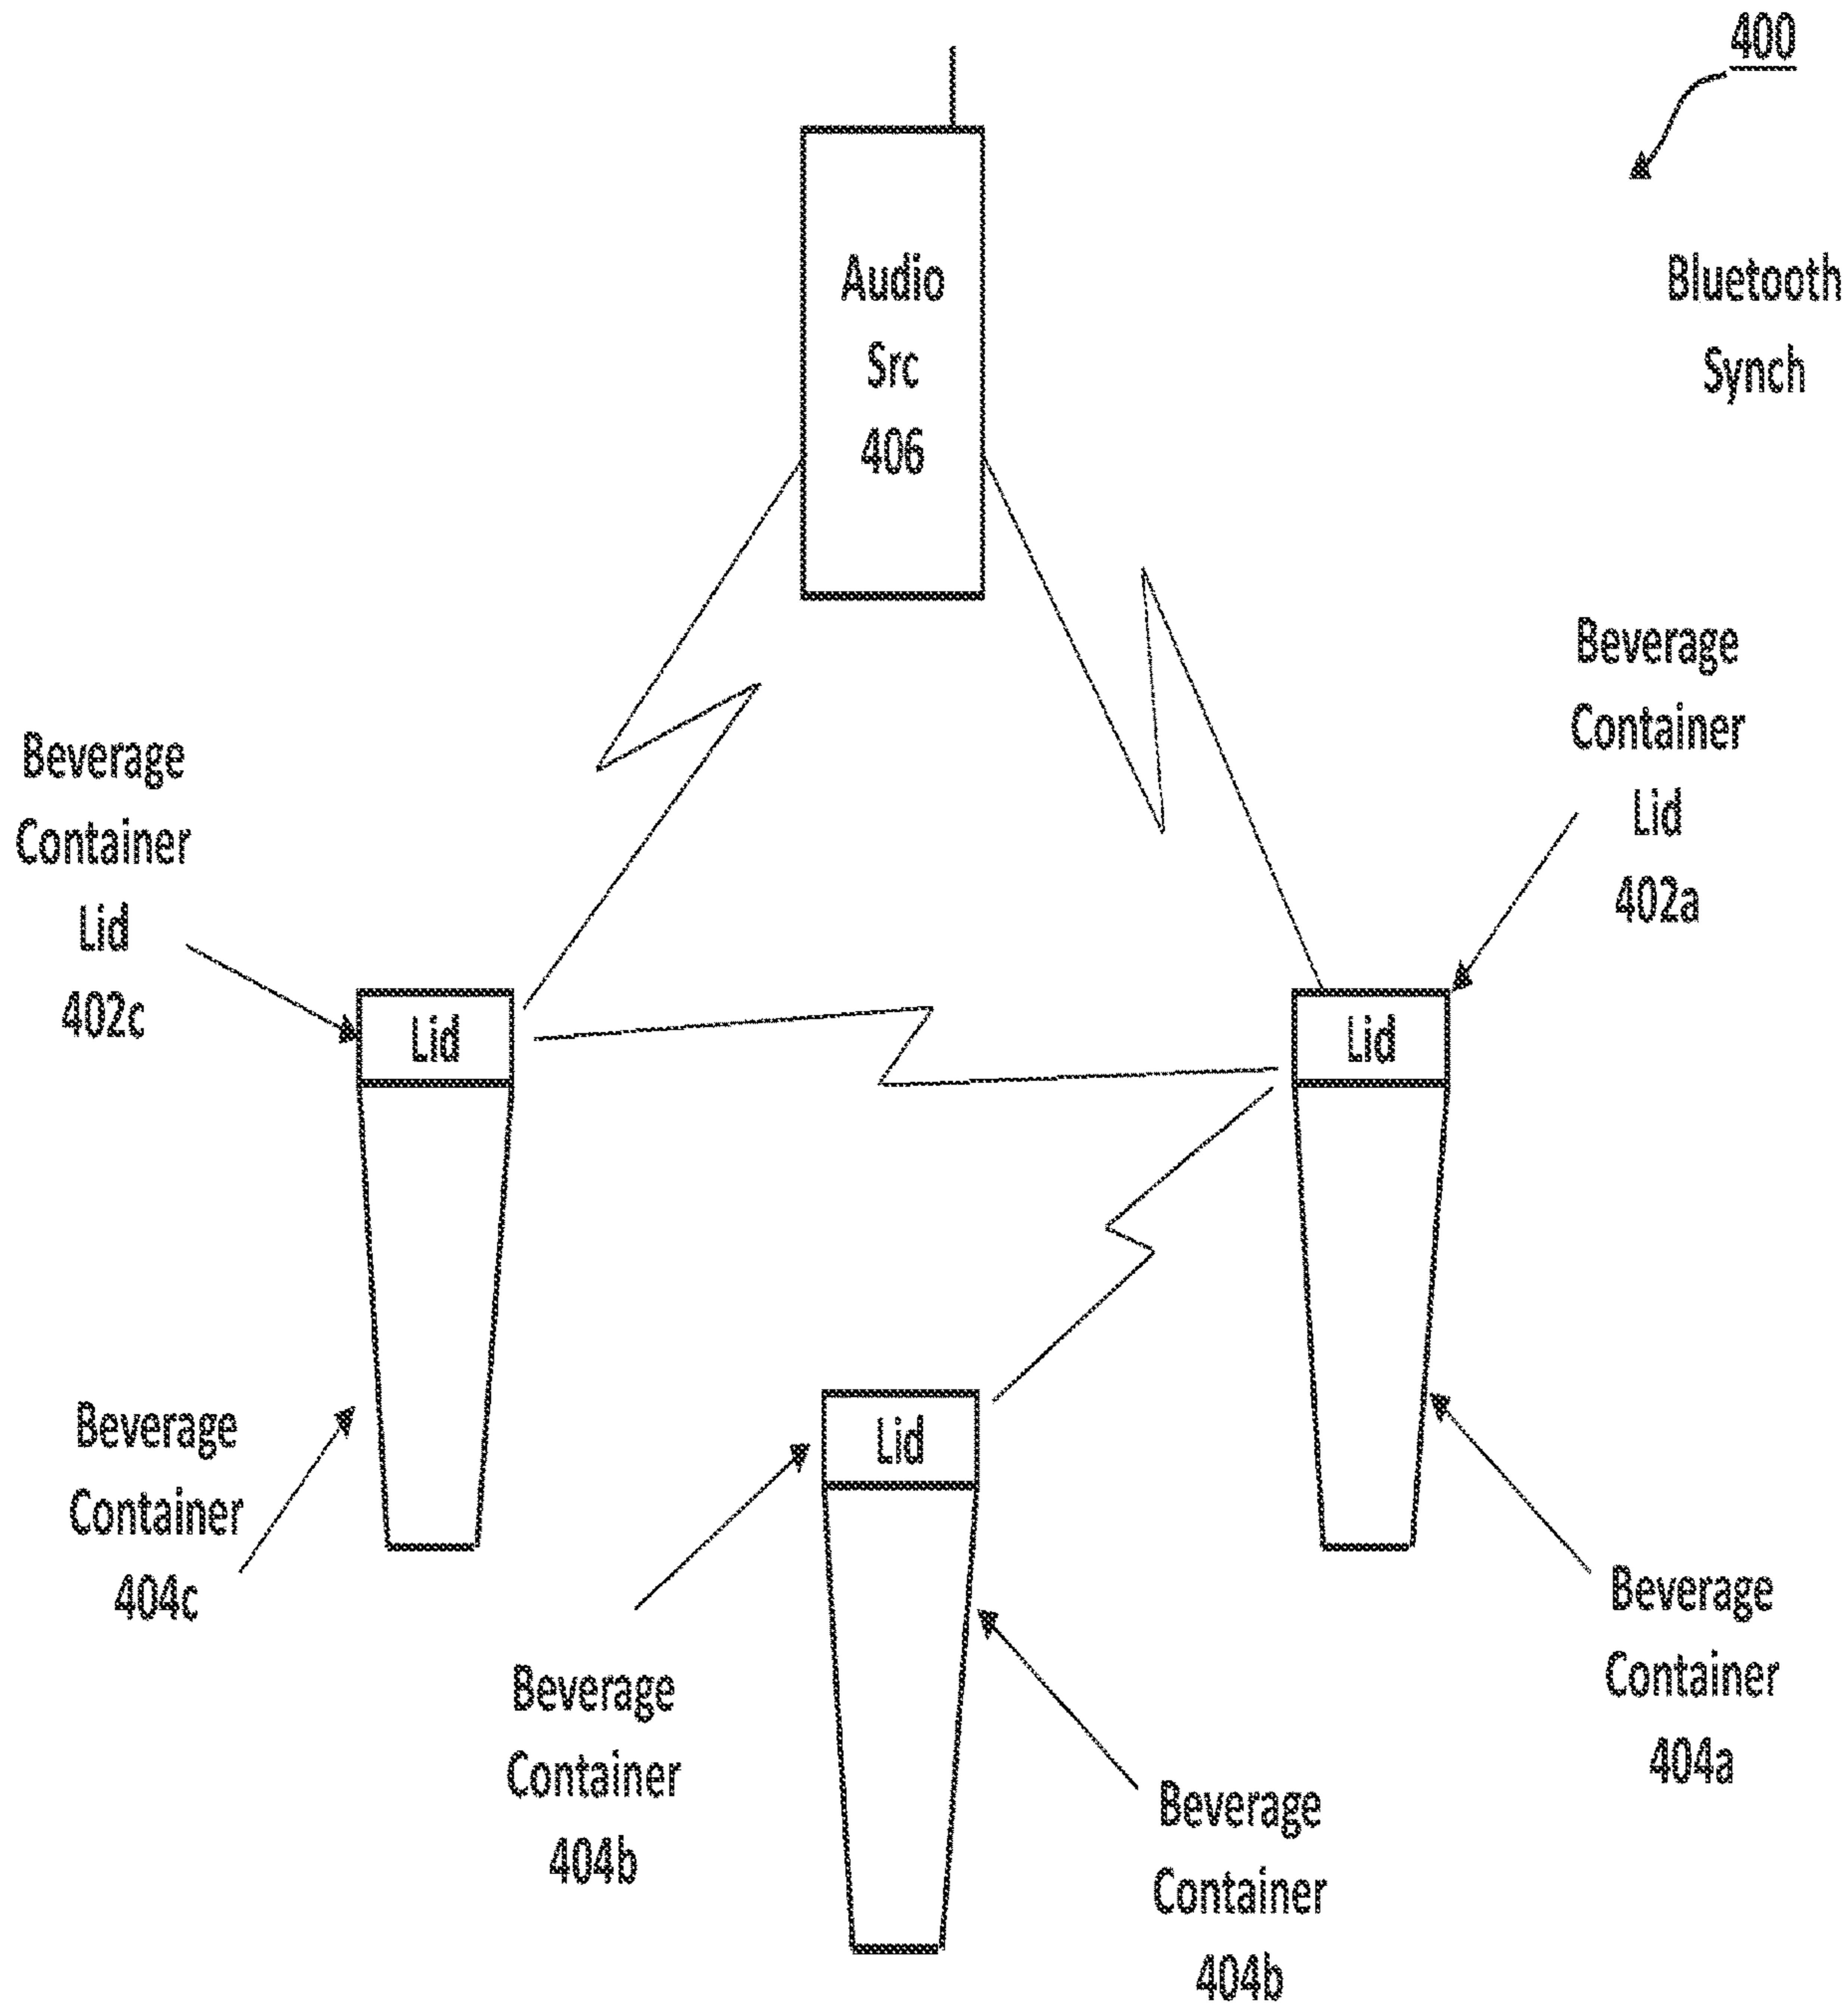 400
Bluetooth
Synch
Audio
Src
406
Beverage
Container
Lid
402a
Beverage
Container
Lid
402c
Lid
Lid
Lid
Beverage
Container
404c
Beverage
Container
404b
Beverage
Container
404a
Beverage
Container
404b